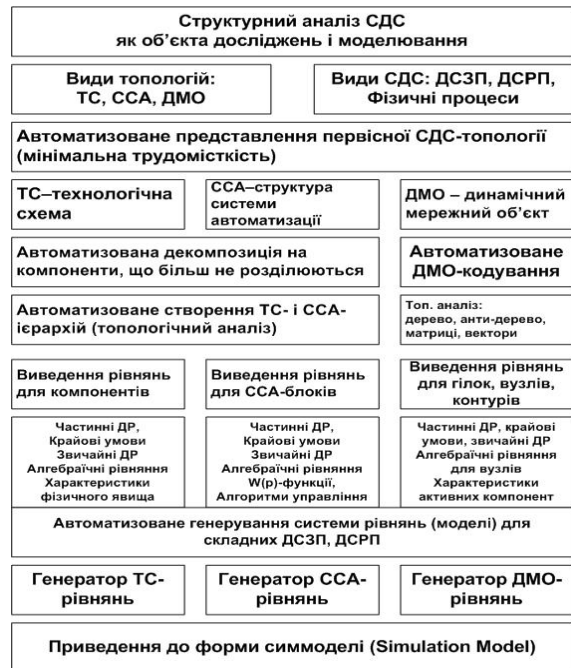 Структурний аналіз СДС
як об’єкта досліджень і моделювання
Види топологій:
ТС, ССА, ДМО
Види СДС: ДСЗП, ДСРП,
Фізичні процеси
Автоматизоване представлення первісної СДС-топології
(мінімальна трудомісткість)
ТС–технологічна
схема
ССА–структура
системи
автоматизації
ДМО – динамічний
мережний об’єкт
Автоматизована декомпозиція на
компоненти, що більш не розділюються
Автоматизоване
ДМО-кодування
Автоматизоване створення ТС- і ССА-
ієрархій (топологічний аналіз)
Топ. аналіз:
дерево, анти-дерево,
матриці, вектори
Виведення рівнянь
для компонентів
Виведення рівнянь
для ССА-блоків
Виведення рівнянь
для гілок, вузлів,
контурів
Частинні ДР,
Крайові умови
Звичайні ДР
Алгебраїчні рівняння
Характеристики
фізичного явища
Частинні ДР,
Крайові умови
Звичайні ДР
Алгебраїчні рівняння
W(p)-функції,
Алгоритми управління
Частинні ДР, крайові
умови, звичайні ДР
Алгебраїчні рівняння
для вузлів
Характеристики
активних компонент
Автоматизоване генерування системи рівнянь (моделі) для
складних ДСЗП, ДСРП
Генератор ТС-
рівнянь
Генератор ССА-
рівнянь
Генератор ДМО-
рівнянь
Приведення до форми симмоделі (Simulation Model)